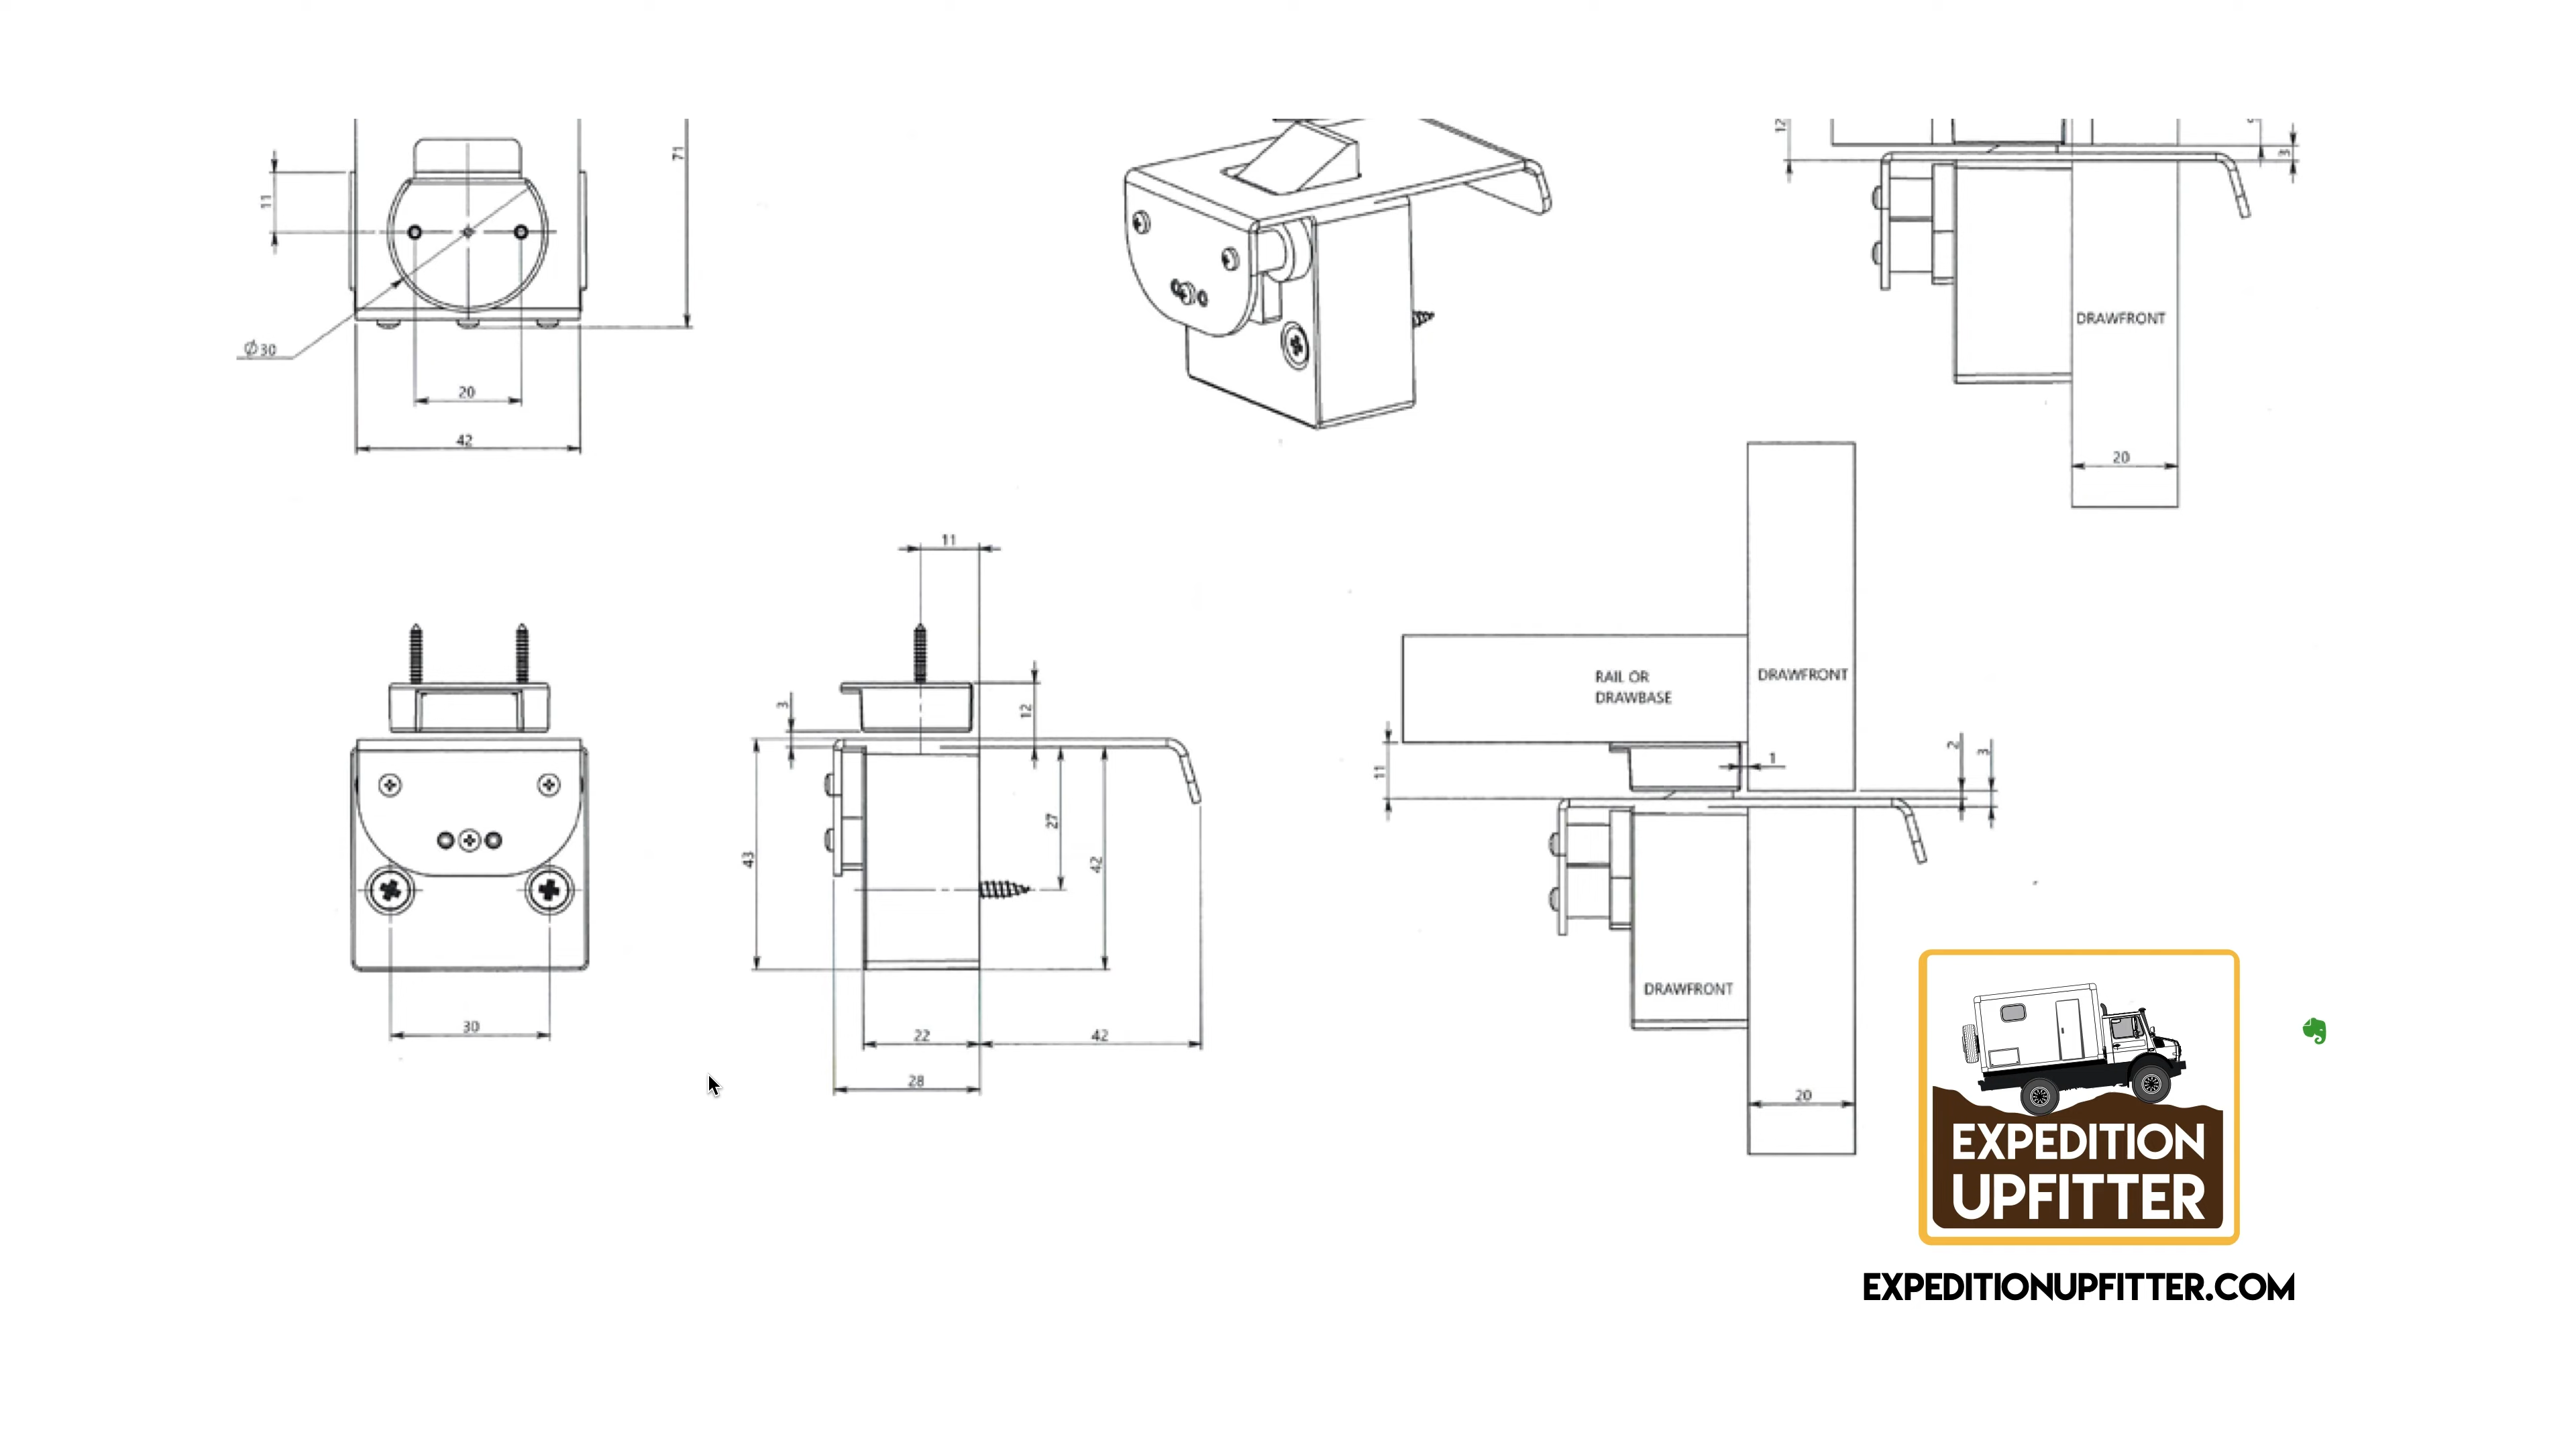 12
3
71
11
Ø30
20
42
DRAWFRONT
20
11
3
12
43
27
42
22
42
28
30
RAIL OR
DRAWBASE
DRAWFRONT
11
1
2
3
DRAWFRONT
20
EXPEDITION
UPFITTER
EXPEDITIONUPFITTER.COM